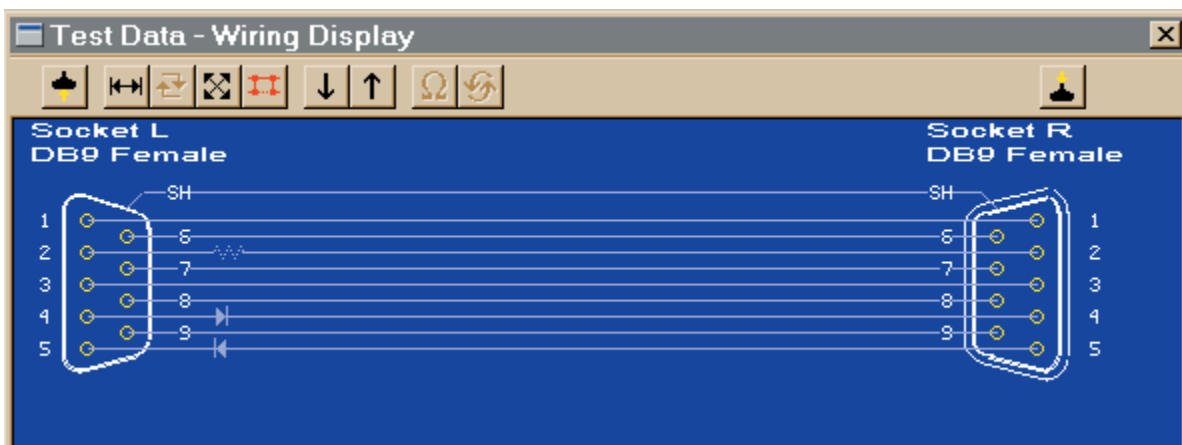 Test Data - Wiring Display
Ω
Socket L
DB9 Female
Socket R
DB9 Female
SH
SH
1
1
6
6
2
2
7
7
3
3
8
8
4
4
9
9
5
5